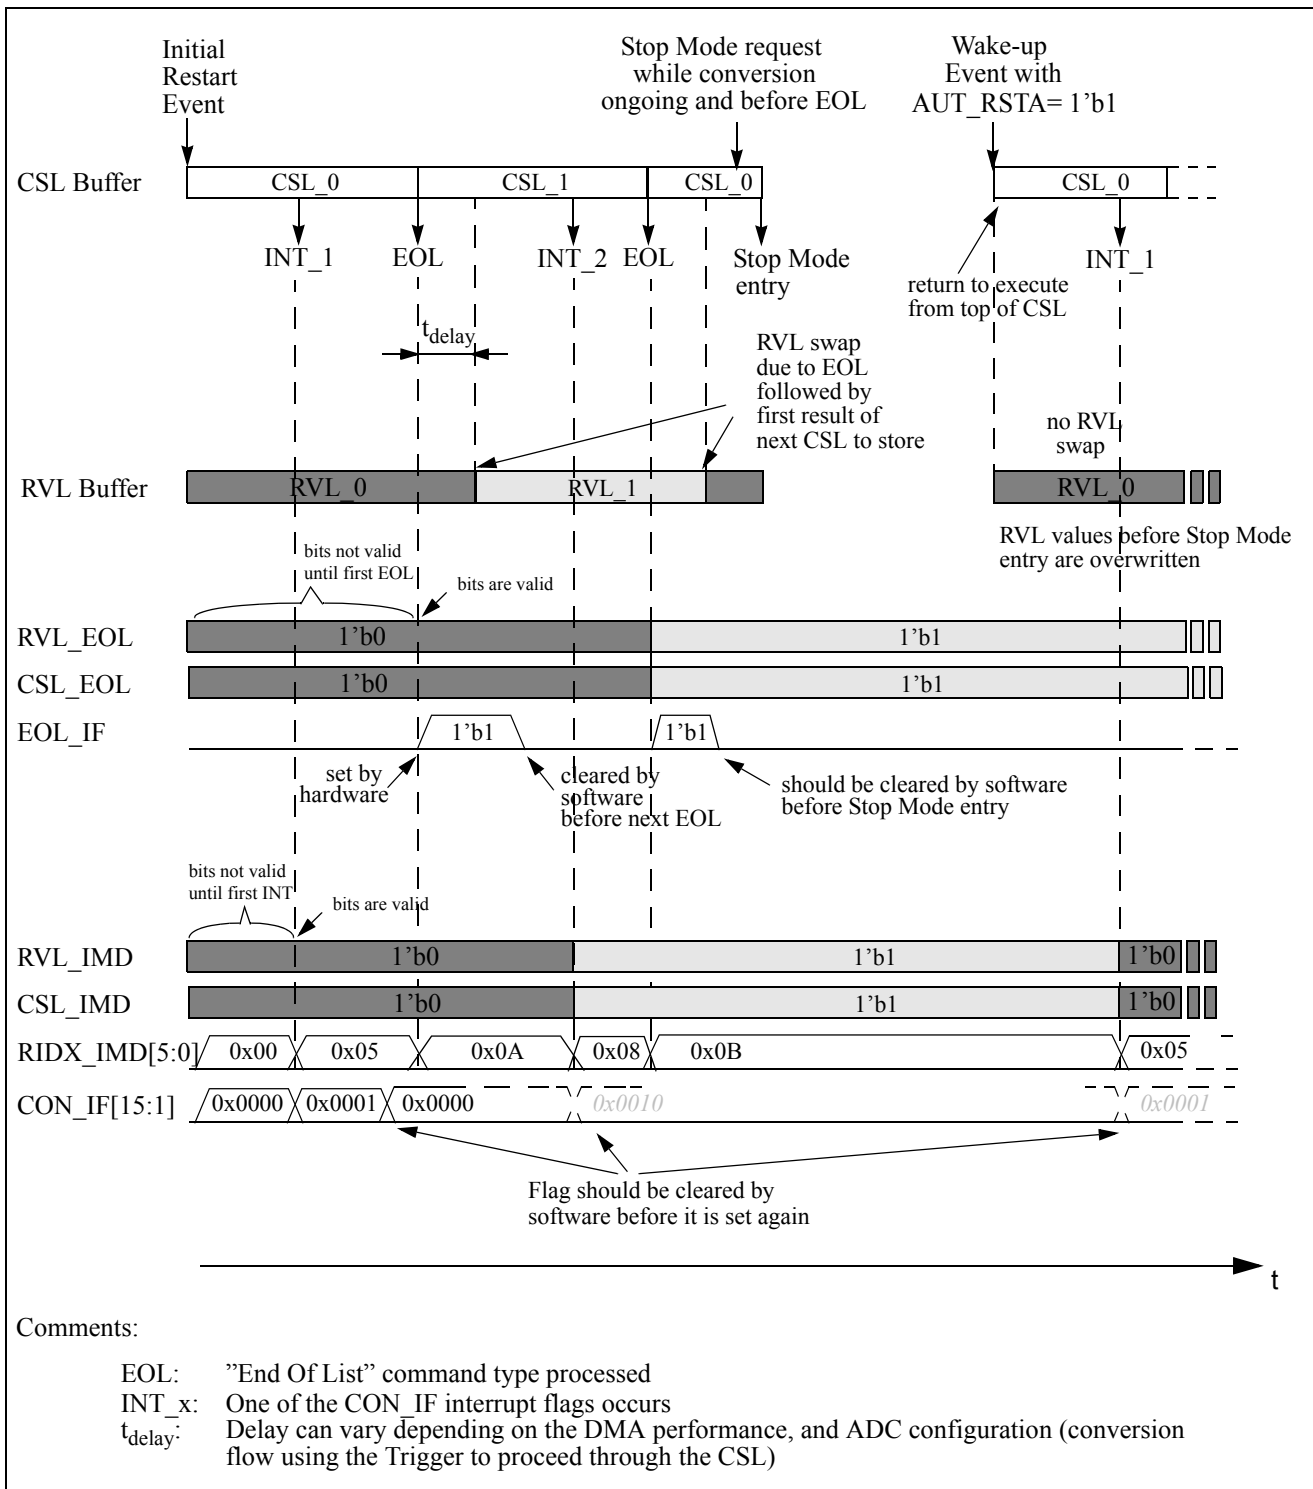 Initial
Restart
Event
Stop Mode request
while conversion
ongoing and before EOL
Wake-up
Event with
AUT_RSTA= 1’b1
CSL Buffer
CSL_0
CSL_1
CSL_0
CSL_0
INT_1
EOL
INT_2
EOL
Stop Mode
entry
INT_1
return to execute
from top of CSL
tdelay
RVL swap
due to EOL
followed by
first result of
next CSL to store
no RVL
swap
RVL Buffer
RVL_0
RVL_1
RVL_0
RVL values before Stop Mode
entry are overwritten
bits not valid
until first EOL
bits are valid
RVL_EOL
1’b0
1’b1
CSL_EOL
1’b0
1’b1
EOL_IF
1’b1
1’b1
set by
hardware
cleared by
software
before next EOL
should be cleared by software
before Stop Mode entry
bits not valid
until first INT
bits are valid
RVL_IMD
1’b0
1’b1
1’b0
CSL_IMD
1’b0
1’b1
1’b0
RIDX_IMD[5:0]
0x00
0x05
0x0A
0x08
0x0B
0x05
CON_IF[15:1]
0x0000
0x0001
0x0000
0x0010
0x0001
Flag should be cleared by
software before it is set again
t
Comments:
EOL: ”End Of List” command type processed
INT_x: One of the CON_IF interrupt flags occurs
tdelay: Delay can vary depending on the DMA performance, and ADC configuration (conversion
flow using the Trigger to proceed through the CSL)